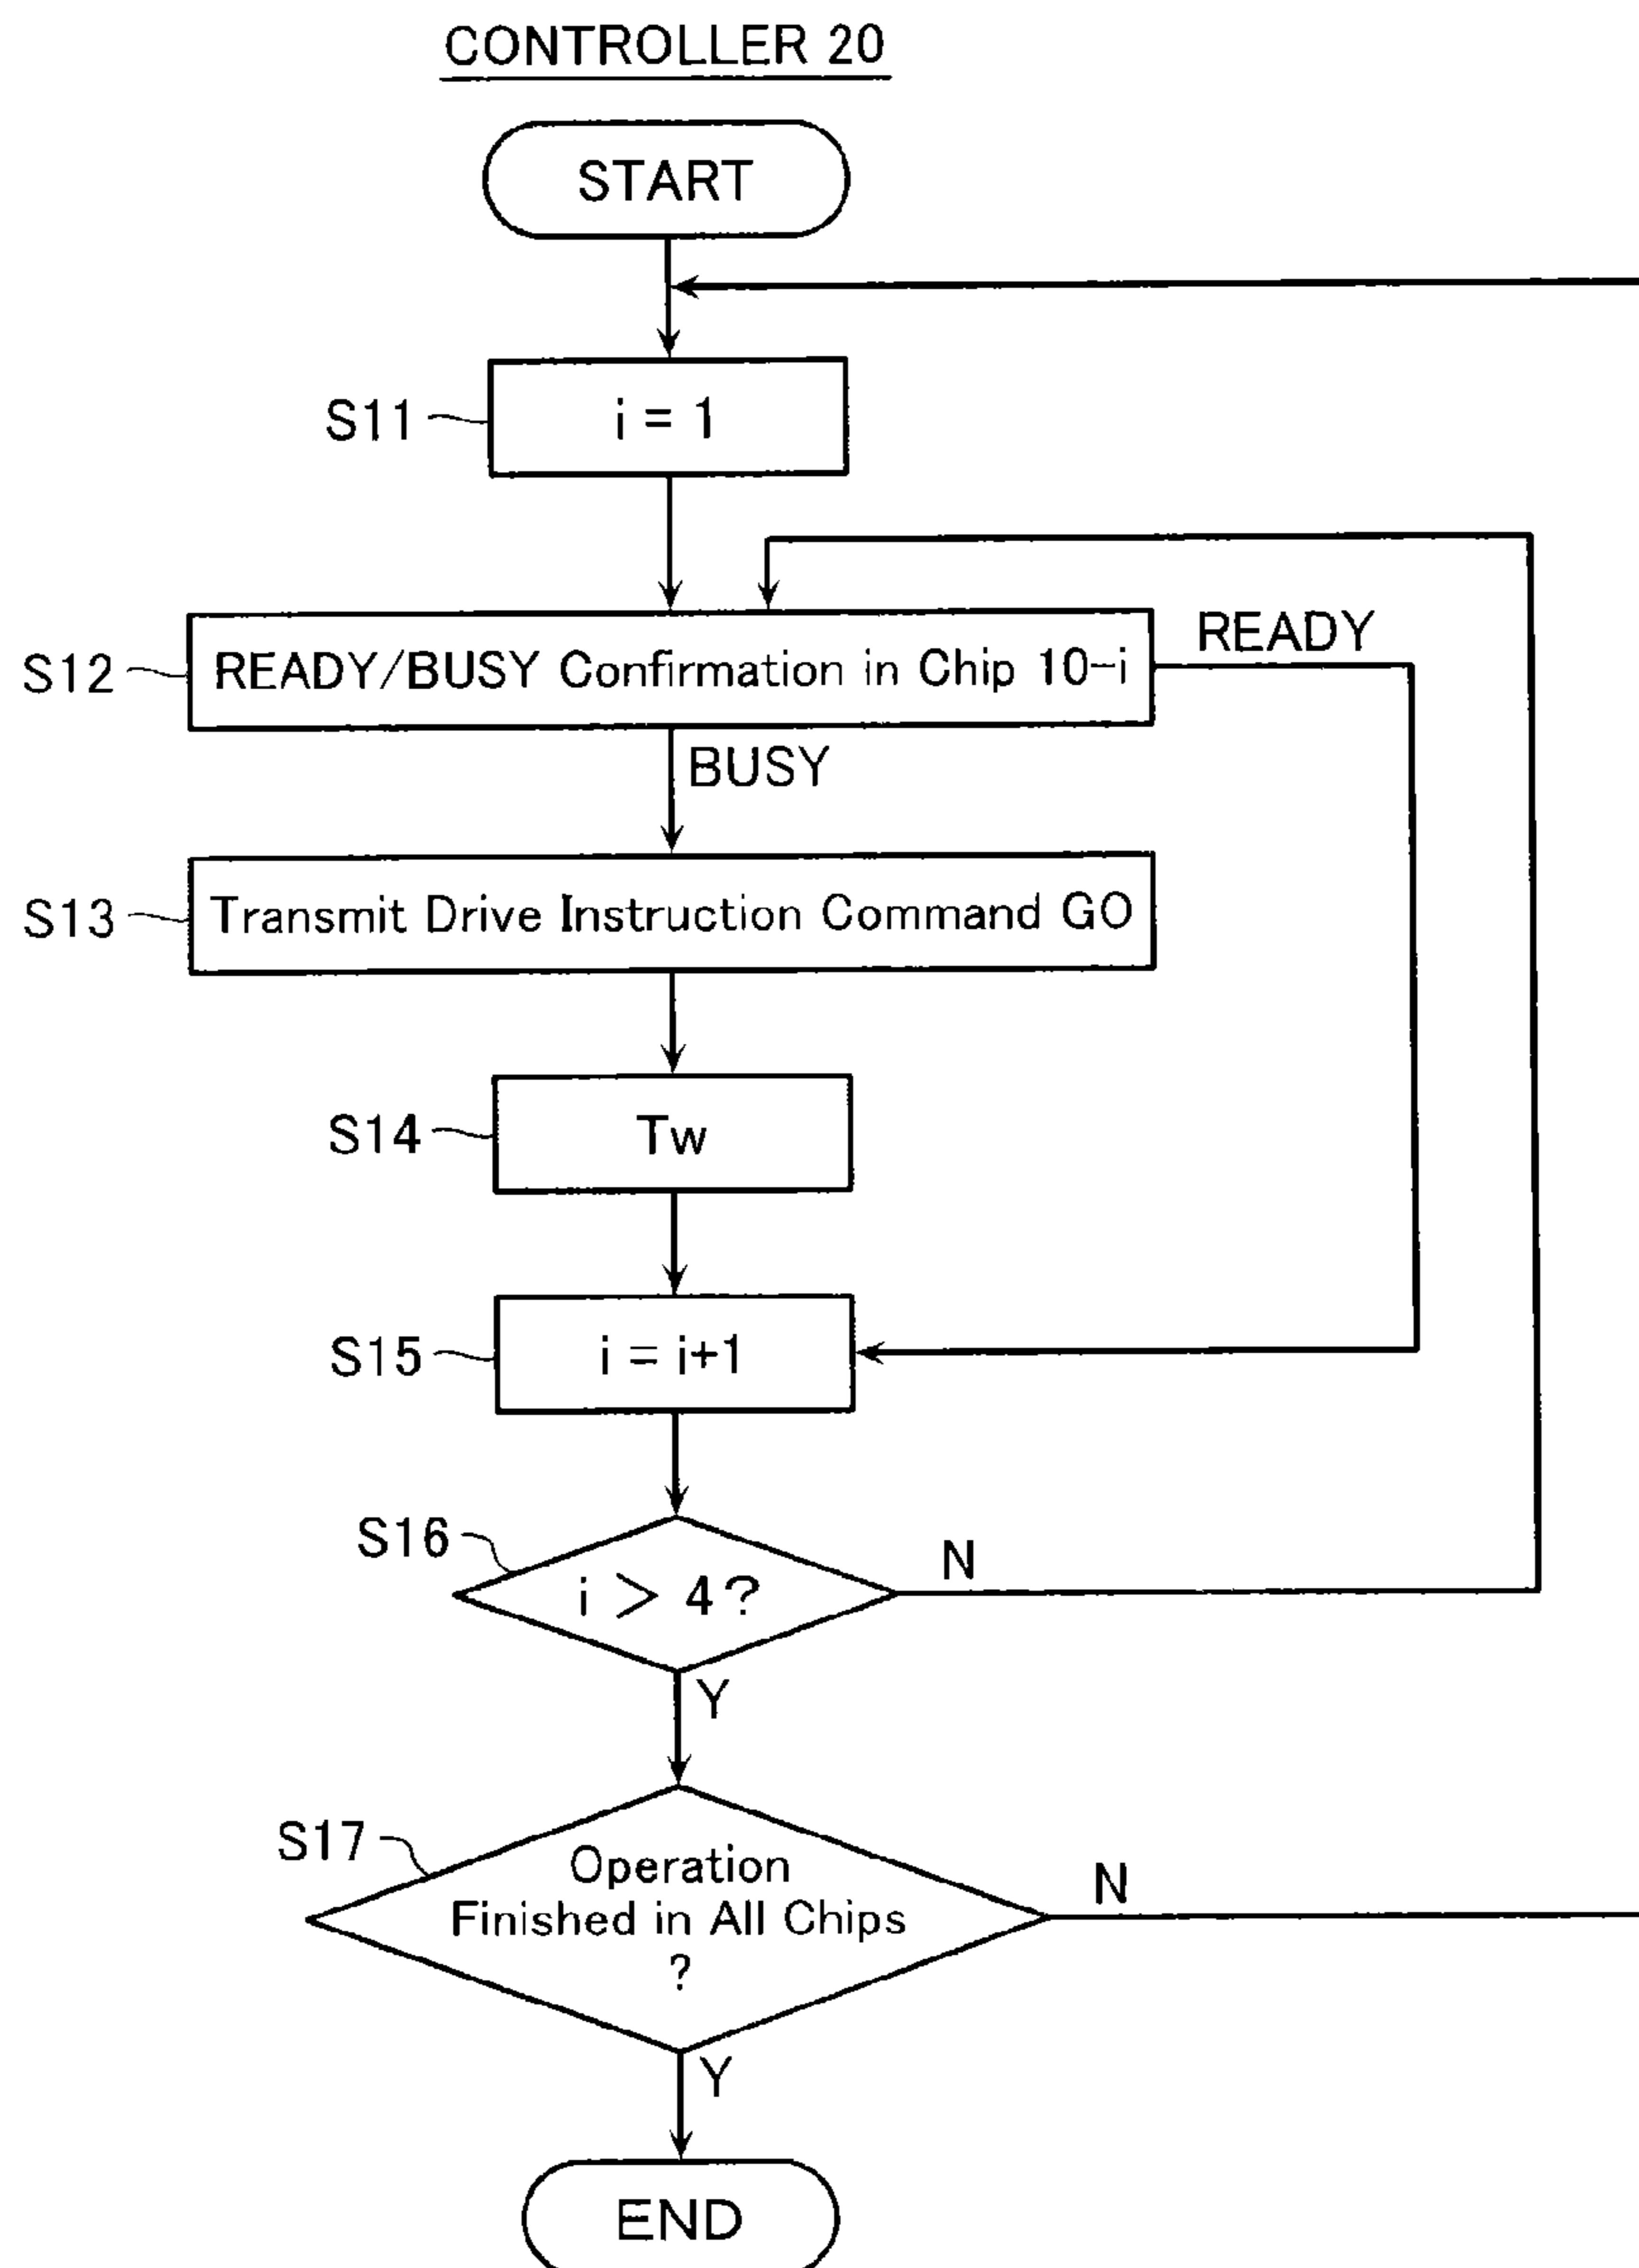 CONTROLLER 20
START
S11
i = 1
S12
READY/BUSY Confirmation in Chip 10-i
READY
BUSY
S13
Transmit Drive Instruction Command GO
S14
Tw
S15
i = i+1
S16
i > 4?
N
Y
S17
Operation
Finished in All Chips
?
N
Y
END